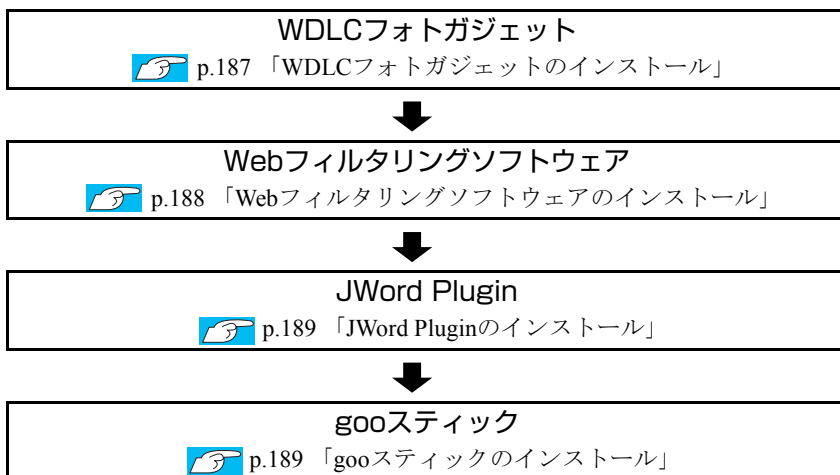 WDLCフォトガジェット
p.187 「WDLCフォトガジェットのインストール」
Webフィルタリングソフトウェア
p.188 「Webフィルタリングソフトウェアのインストール」
JWord Plugin
p.189 「JWord Pluginのインストール」
gooスティック
p.189 「gooスティックのインストール」